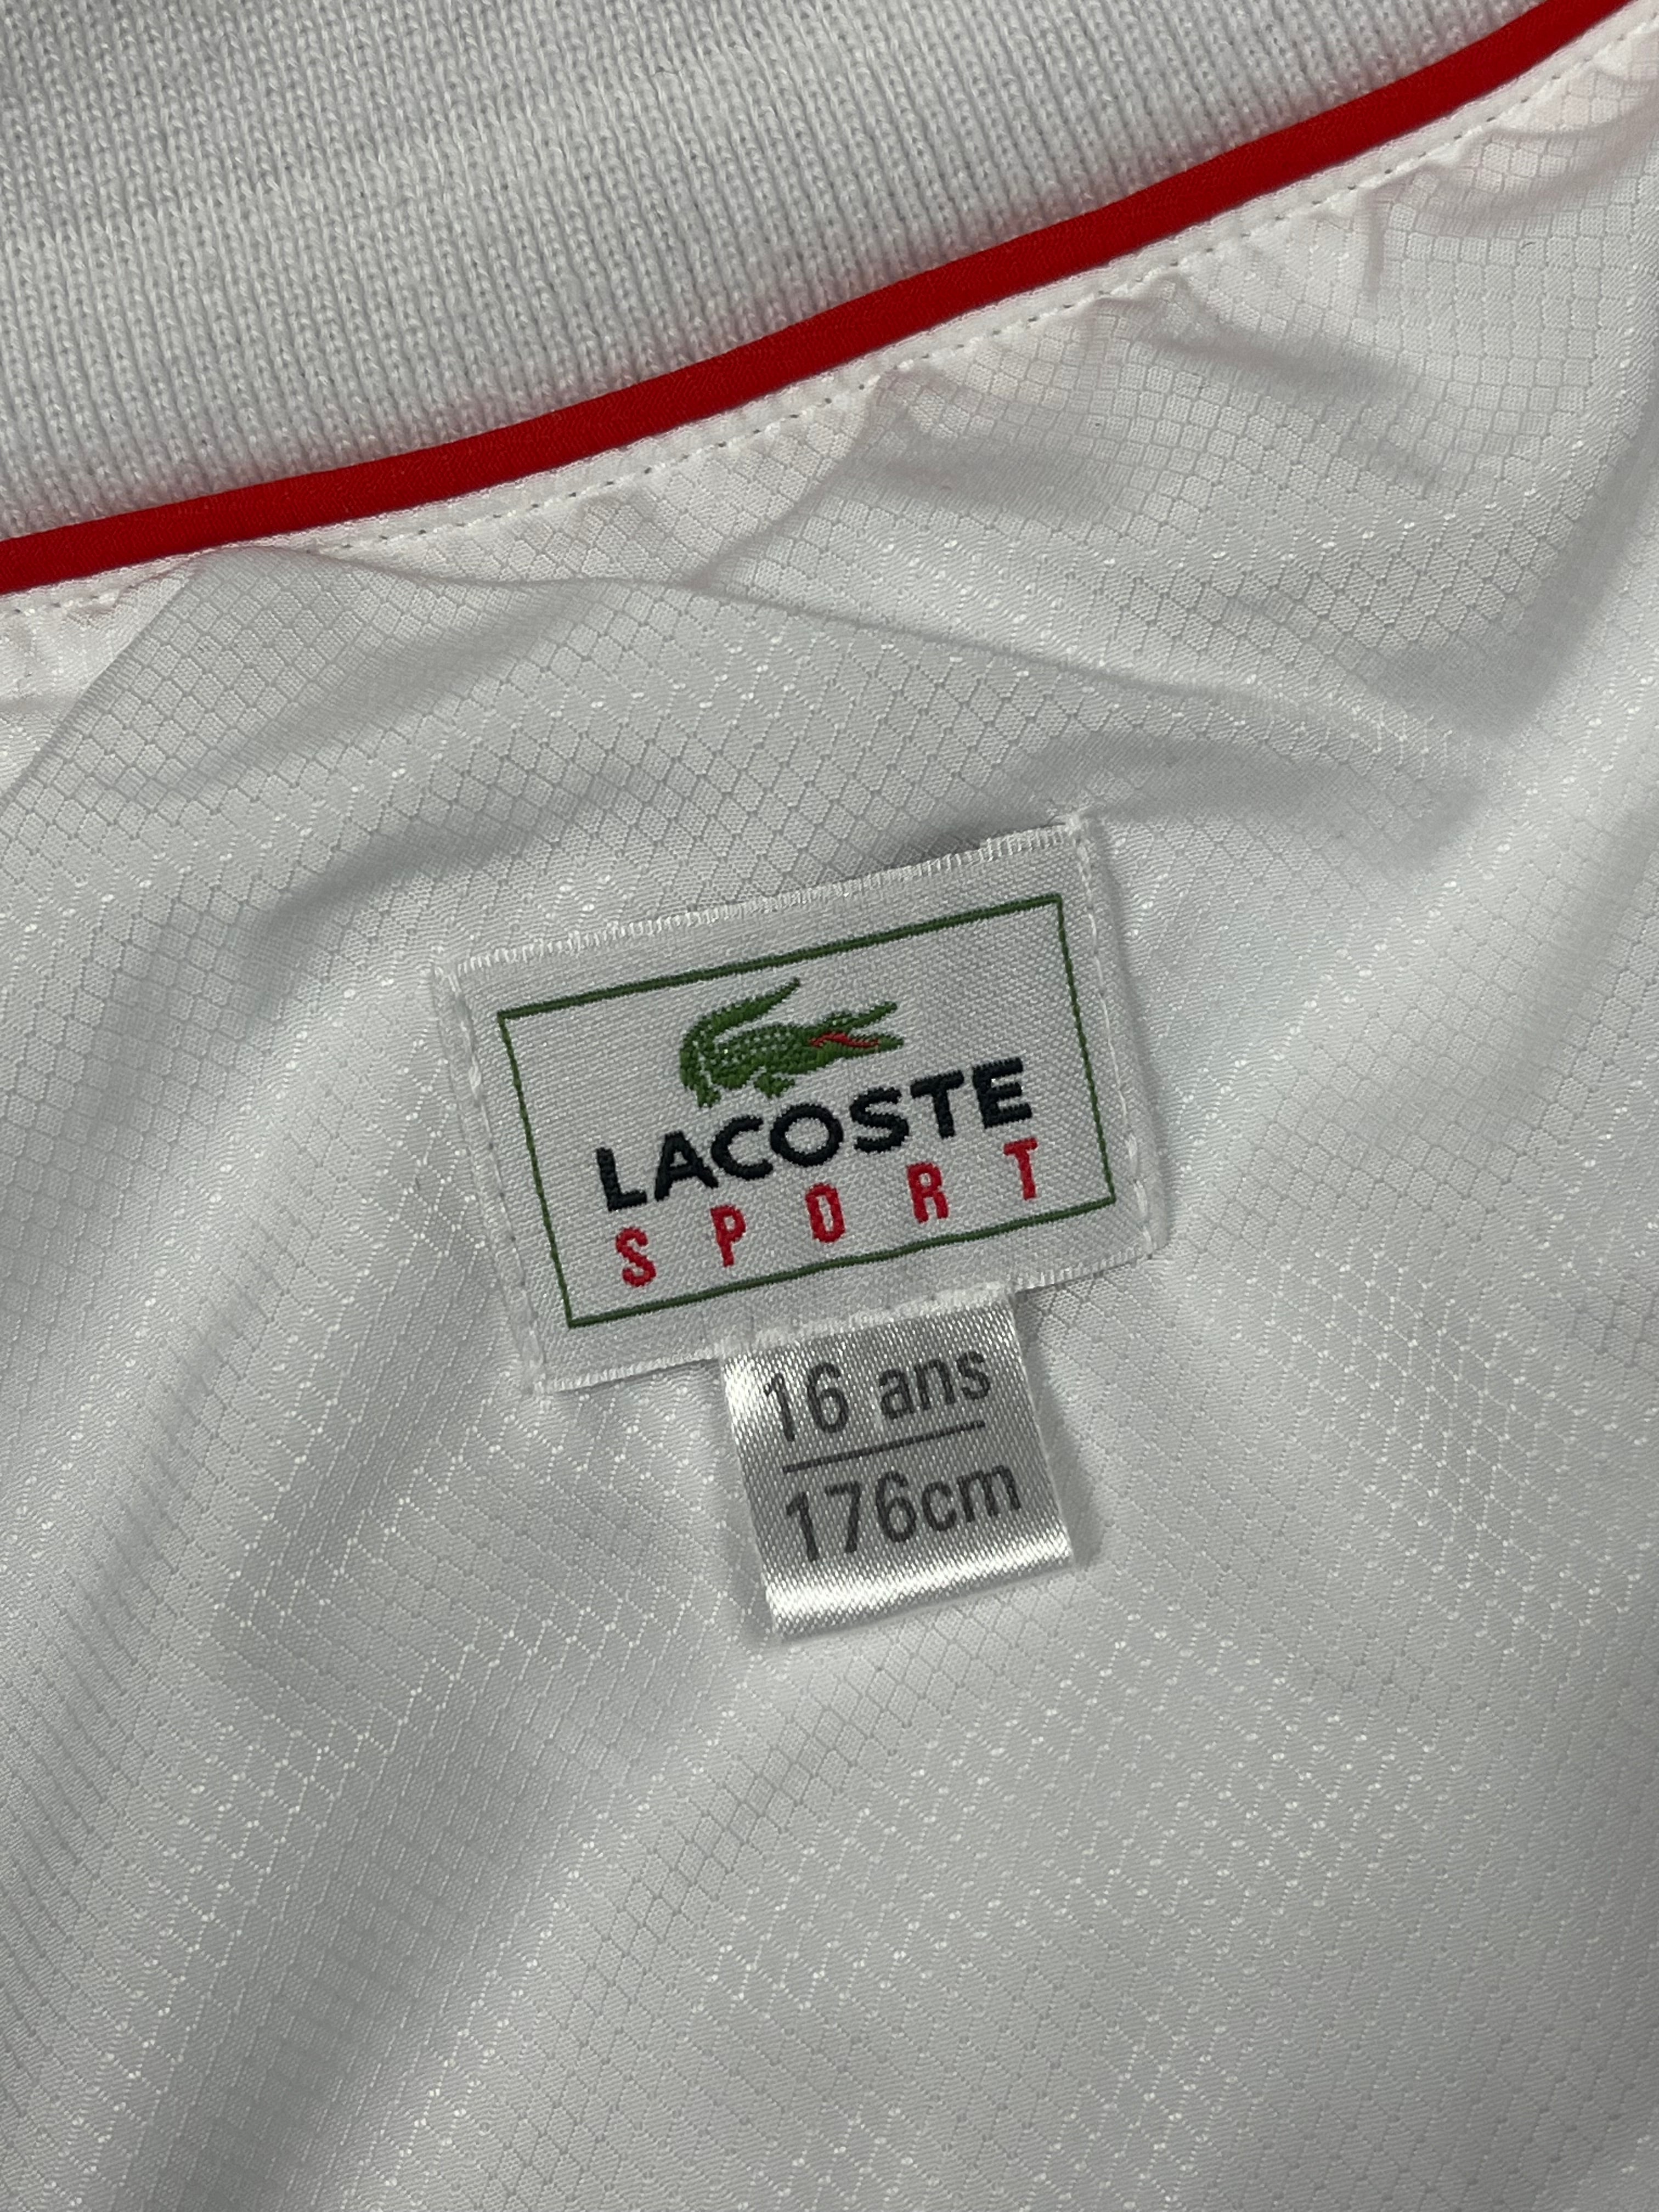 LACOSTE
SPORT
16 ans
176cm